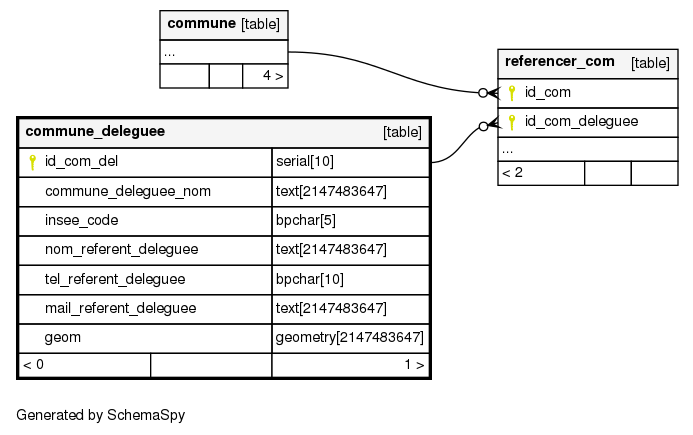 commune [table]
...
4 >
referencer_com [table]
id_com
id_com_deleguee
...
< 2
commune_deleguee [table]
id_com_del serial[10]
commune_deleguee_nom text[2147483647]
insee_code bpchar[5]
nom_referent_deleguee text[2147483647]
tel_referent_deleguee bpchar[10]
mail_referent_deleguee text[2147483647]
geom geometry[2147483647]
< 0 1 >
Generated by SchemaSpy